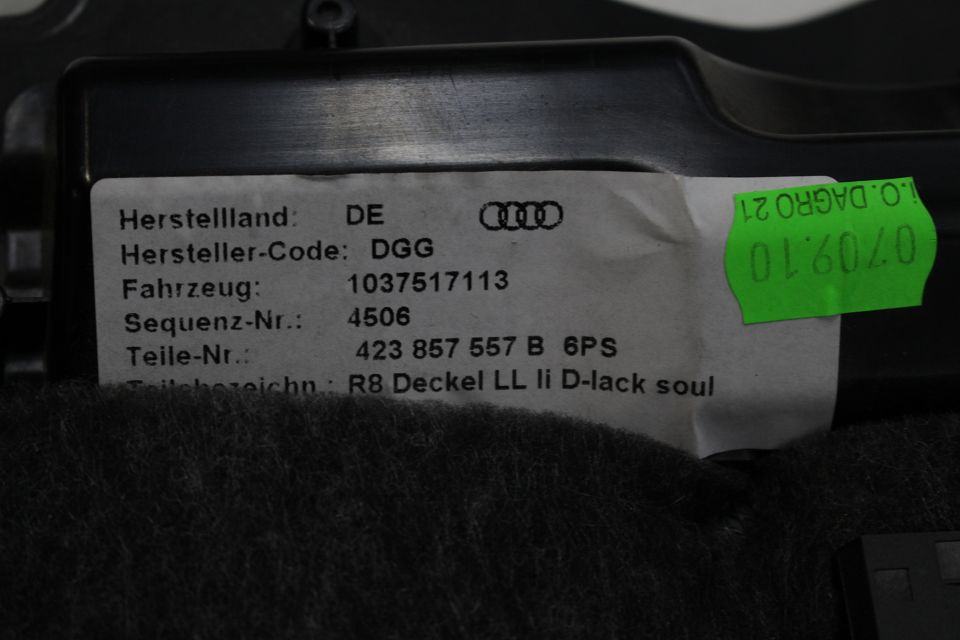 Herstellland: DE
Hersteller-Code: DGG
Fahrzeug: 1037517113
Sequenz-Nr.: 4506
Teile-Nr.: 423 857 557 B 6PS
Teilebezeichn.: R8 Deckel LL li D-lack soul
i.O. DAGRO 21
0709.10